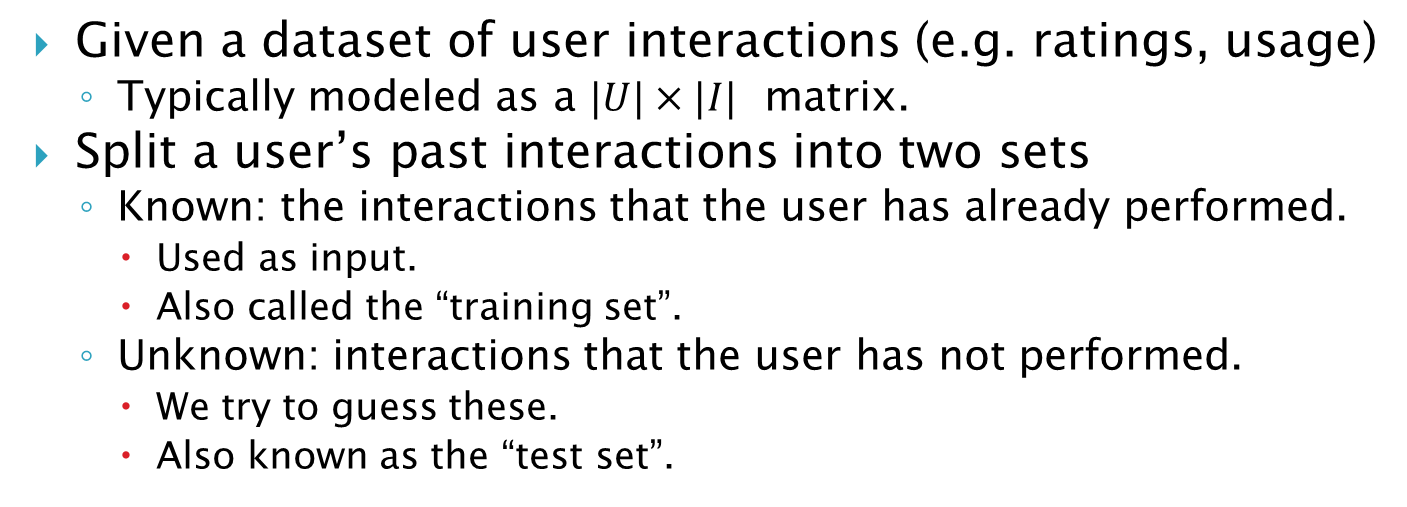 Given a dataset of user interactions (e.g. ratings, usage)
Typically modeled as a |U| × |I| matrix.
Split a user’s past interactions into two sets
Known: the interactions that the user has already performed.
Used as input.
Also called the “training set”.
Unknown: interactions that the user has not performed.
We try to guess these.
Also known as the “test set”.